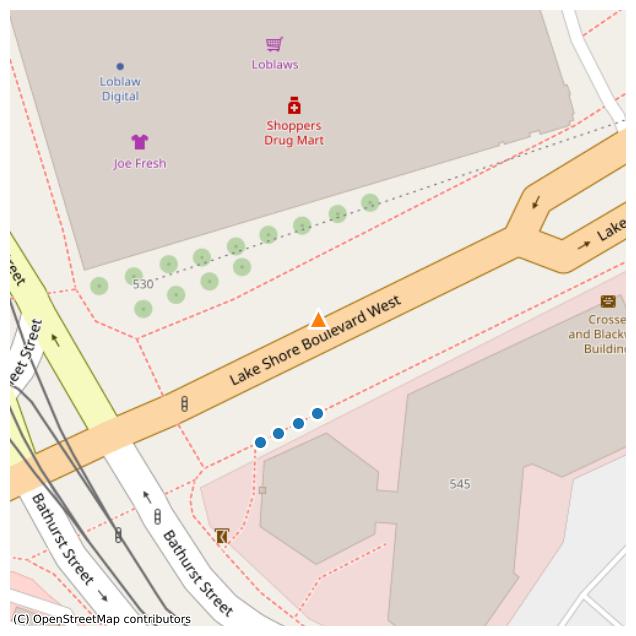 Loblaws
Loblaw
Digital
Shoppers
Drug Mart
Joe Fresh
Lake
530
Crosse
and Blackw
Building
Lake Shore Boulevard West
reet
eet Street
545
Bathurst Street
Bathurst Street
(C) OpenStreetMap contributors